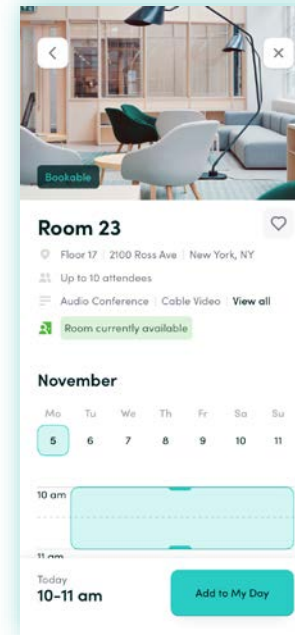 Bookable
Room 23
Floor 17 | 2100 Ross Ave | New York, NY
Up to 10 attendees
Audio Conference | Cable Video | View all
Room currently available
November
Mo Tu We Th Fr Sa Su
5 6 7 8 9 10 11
10 am
11 am
Today
10-11 am
Add to My Day